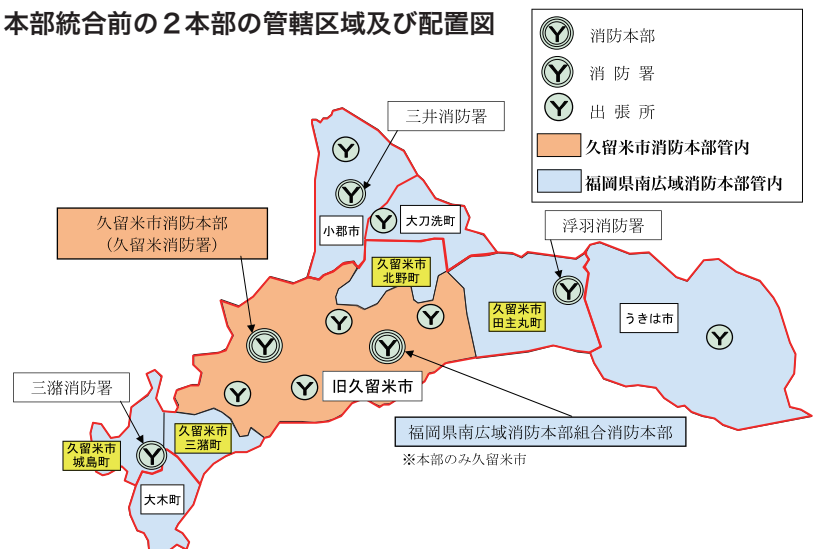 本部統合前の２本部の管轄区域及び配置図
消防本部
消 防 署
出 張 所
久留米市消防本部管内
福岡県南広域消防本部管内
三井消防署
久留米市消防本部
（久留米消防署）
小郡市
大刀洗町
浮羽消防署
久留米市
北野町
久留米市
田主丸町
うきは市
三潴消防署
旧久留米市
久留米市
三潴町
久留米市
城島町
福岡県南広域消防本部組合消防本部
※本部のみ久留米市
大木町